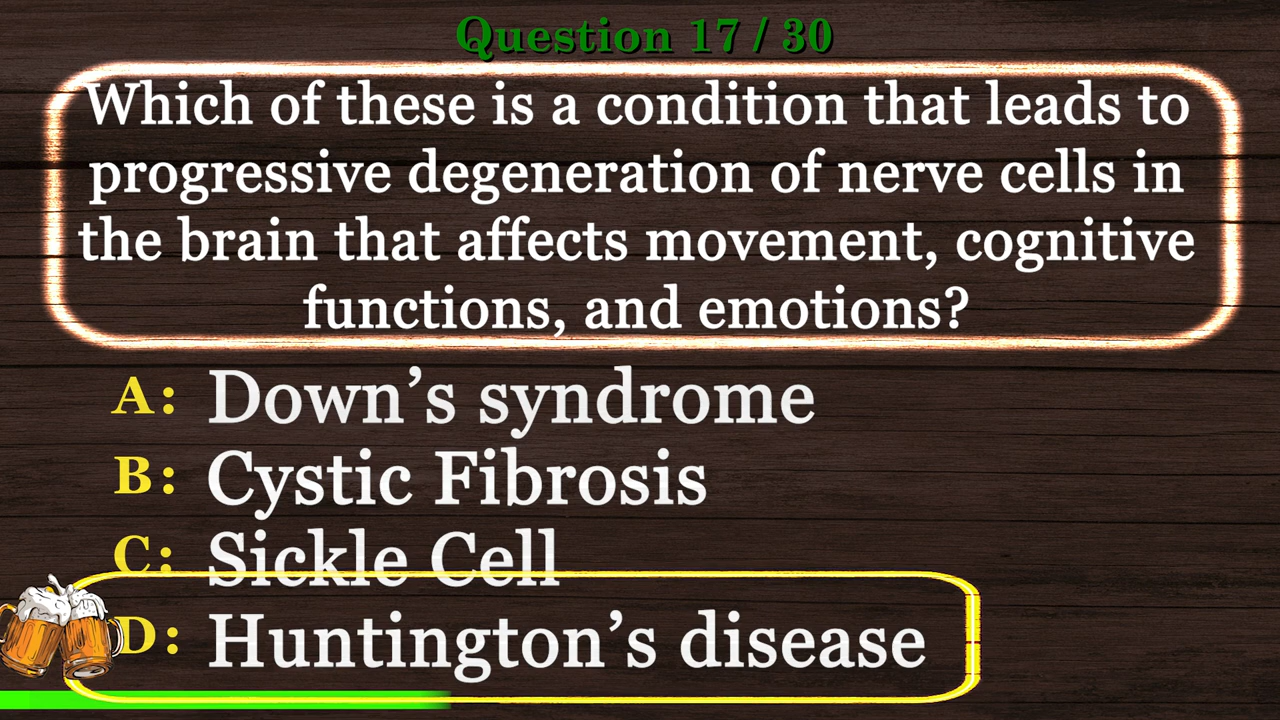 Question 17 / 30
Which of these is a condition that leads to
progressive degeneration of nerve cells in
the brain that affects movement, cognitive
functions, and emotions?
A: Down’s syndrome
B: Cystic Fibrosis
C: Sickle Cell
D: Huntington’s disease